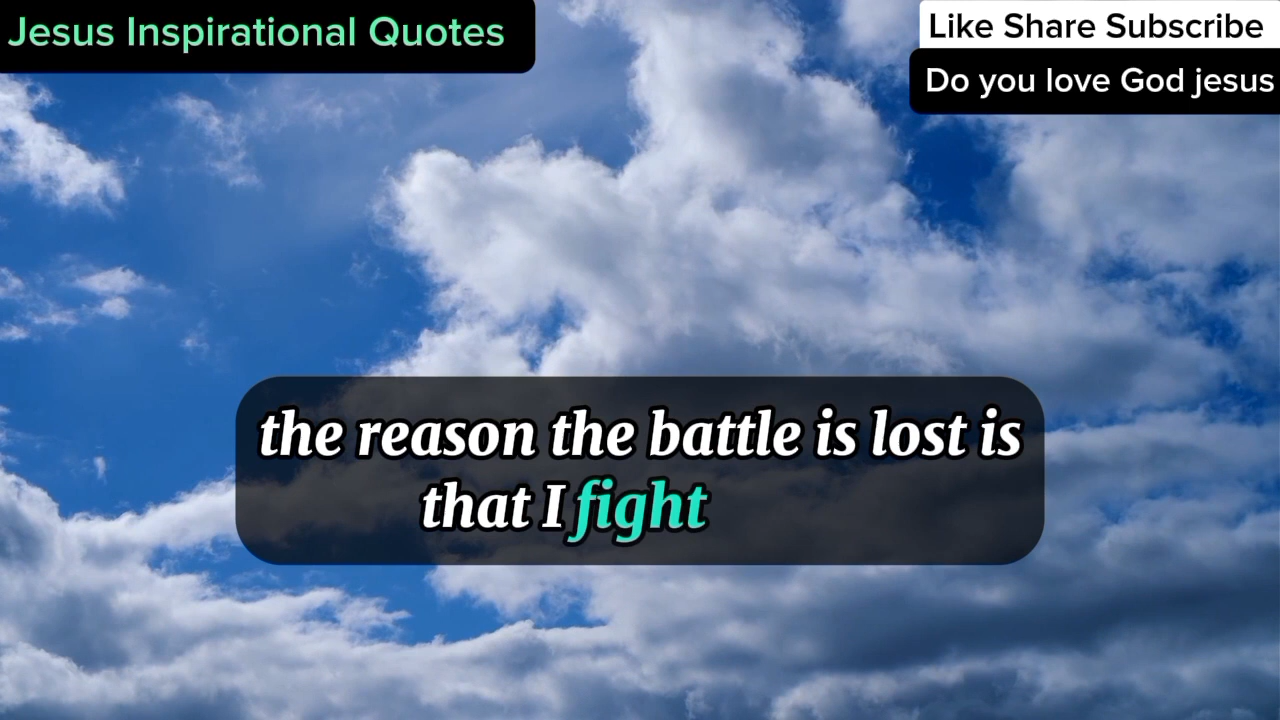 Jesus Inspirational Quotes
Like Share Subscribe
Do you love God jesus
the reason the battle is lost is
that I fight